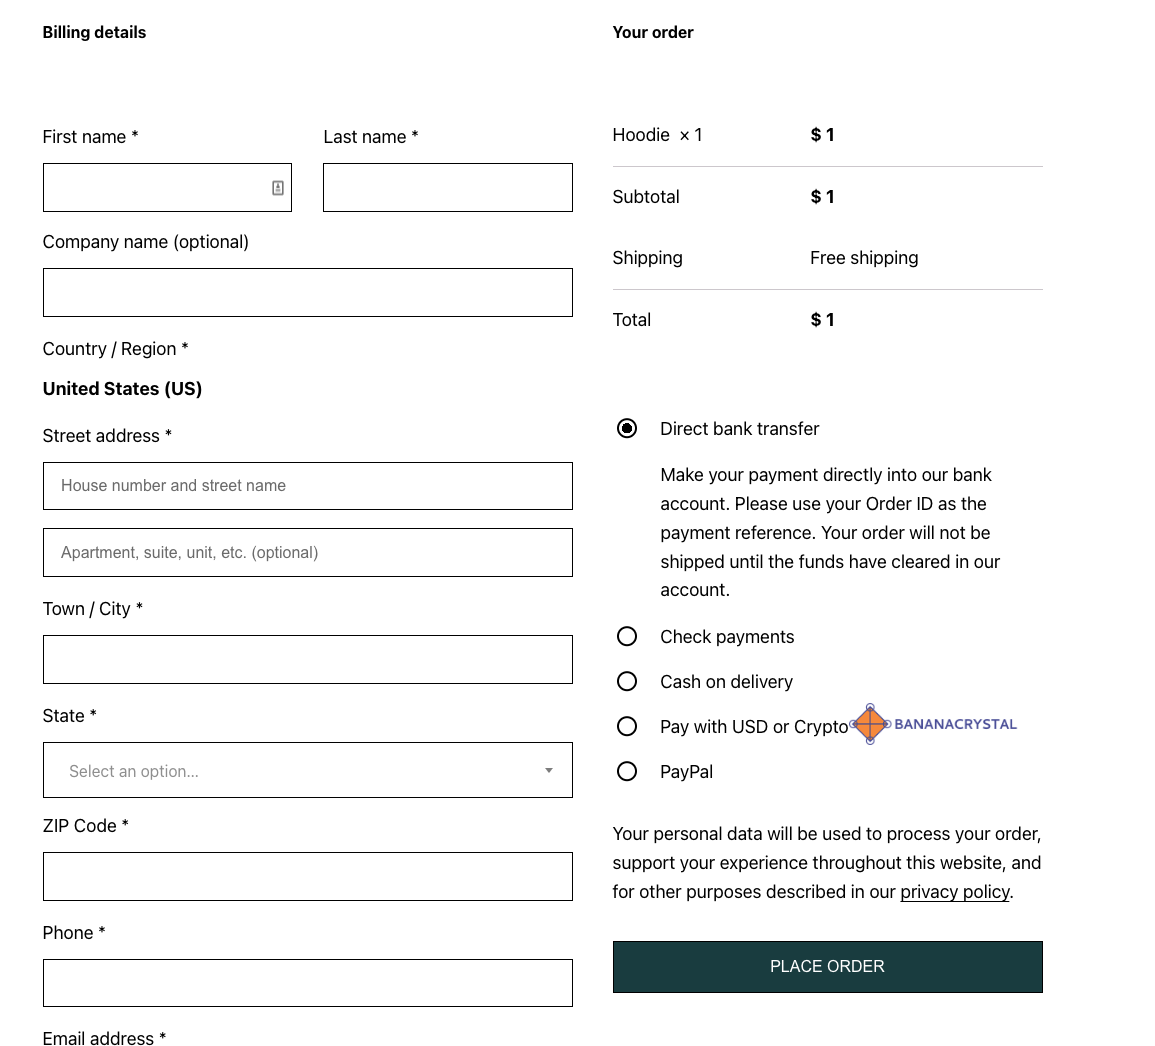 Billing details
First name *
Last name *
Company name (optional)
Country / Region *
United States (US)
Street address *
House number and street name
Apartment, suite, unit, etc. (optional)
Town / City *
State *
Select an option...
ZIP Code *
Phone *
Email address *
Your order
Hoodie × 1 $ 1
Subtotal $ 1
Shipping Free shipping
Total $ 1
Direct bank transfer
Make your payment directly into our bank
account. Please use your Order ID as the
payment reference. Your order will not be
shipped until the funds have cleared in our
account.
Check payments
Cash on delivery
Pay with USD or Crypto BANANACRYSTAL
PayPal
Your personal data will be used to process your order,
support your experience throughout this website, and
for other purposes described in our privacy policy.
PLACE ORDER